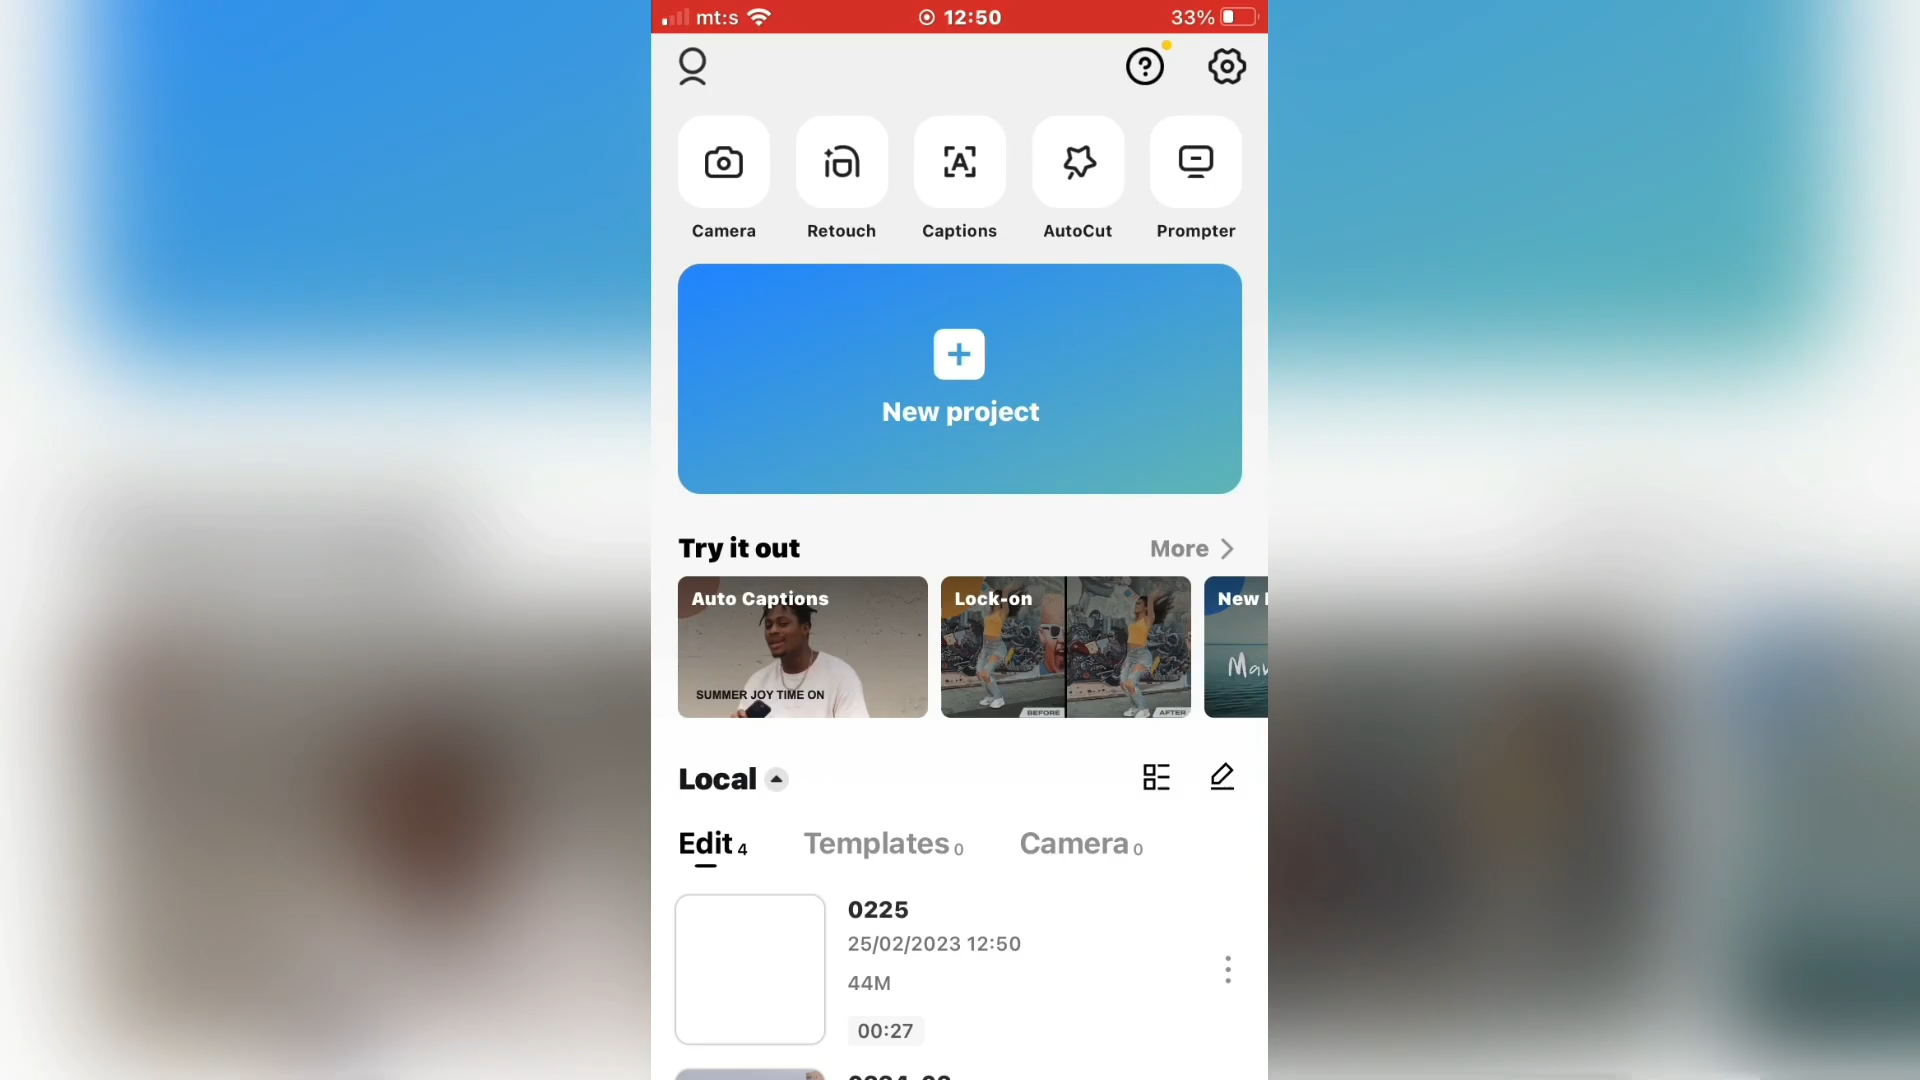 mt:s 12:50 33%
Camera Retouch Captions AutoCut Prompter
New project
Try it out More
Auto Captions Lock-on New
SUMMER JOY TIME ON
BEFORE AFTER
Local
Edit 4 Templates 0 Camera 0
0225
25/02/2023 12:50
44M
00:27